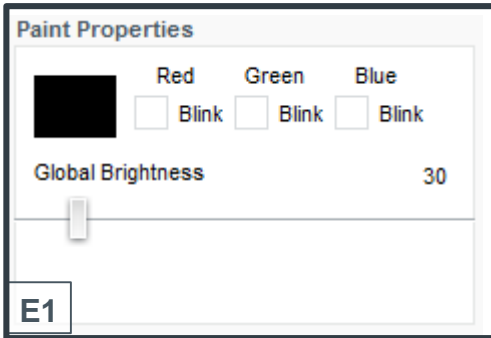 Paint Properties
Red Green Blue
Blink Blink Blink
Global Brightness 30
E1